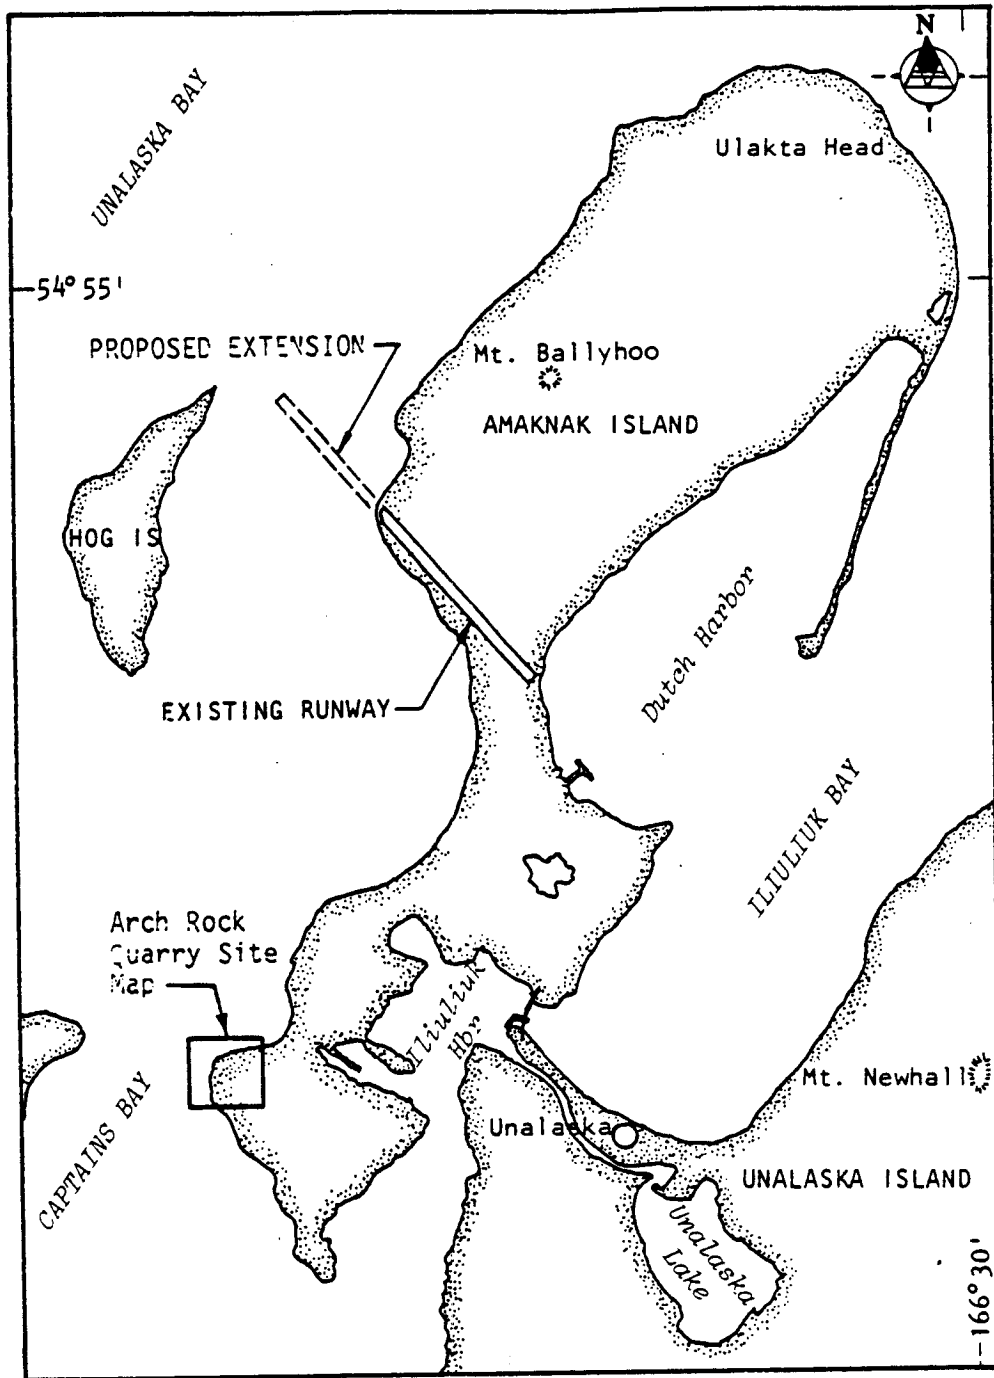 N
UNALASKA BAY
Ulakta Head
54° 55'
PROPOSED EXTENSION
Mt. Ballyhoo
AMAKNAK ISLAND
HOG IS
Dutch Harbor
EXISTING RUNWAY
ILIULIUK BAY
Arch Rock
Quarry Site
Map
Iliuliuk
Hbr
Mt. Newhall
CAPTAINS BAY
Unalaska
UNALASKA ISLAND
Unalaska
Lake
166° 30'